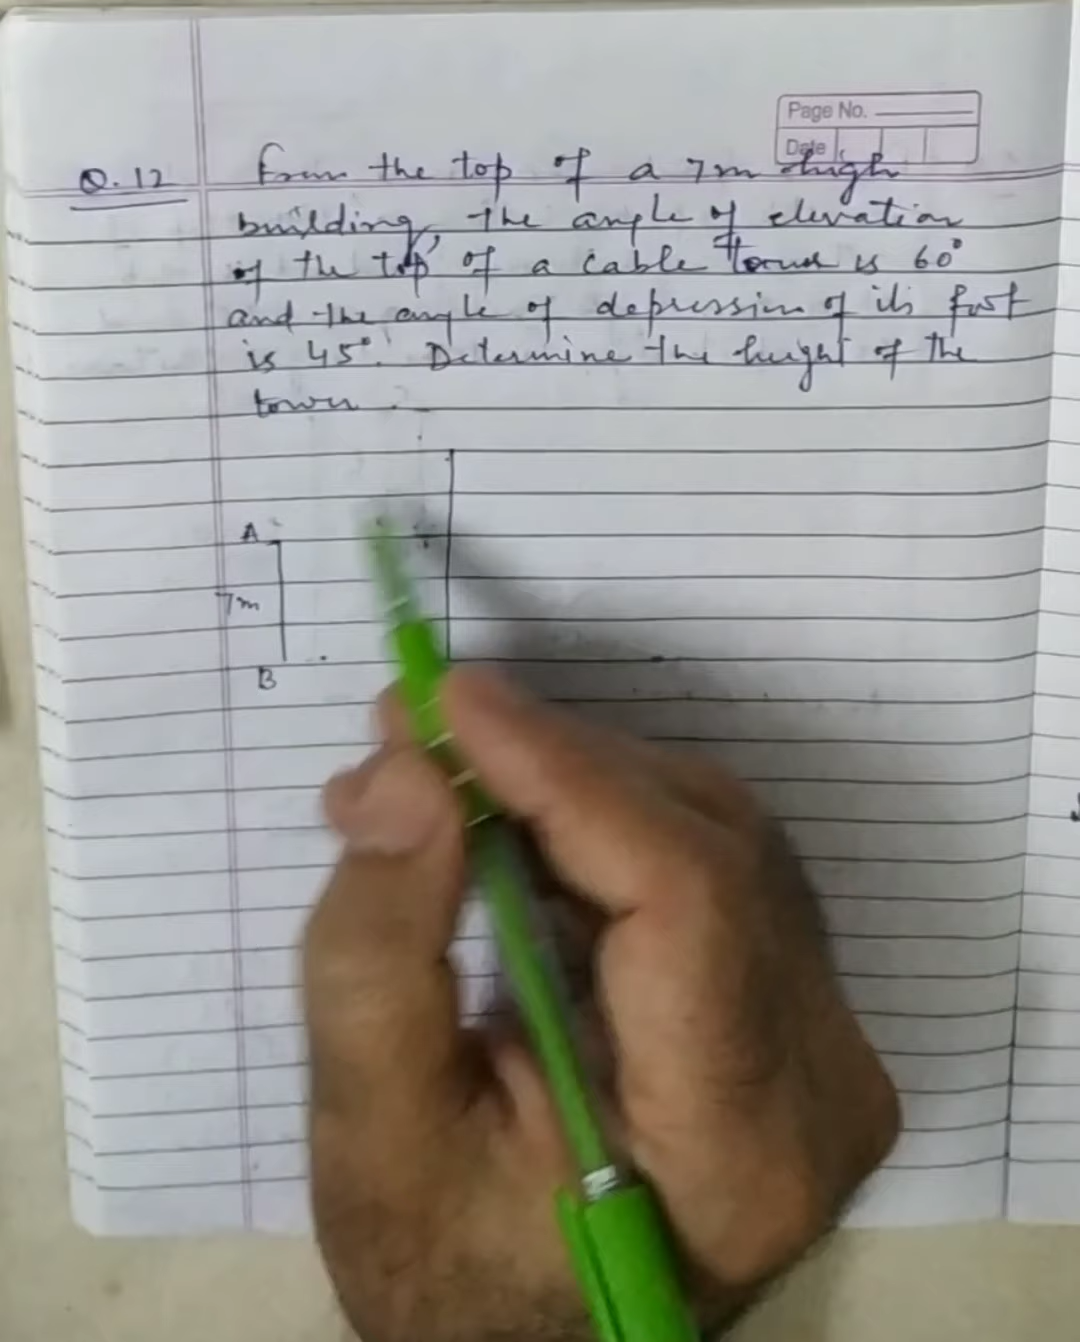 Page No.
Date
Q.12 From the top of a 7m high
building, the angle of elevation
of the top of a cable tower is 60°
and the angle of depression of its foot
is 45°. Determine the height of the
tower.
A
7m
B